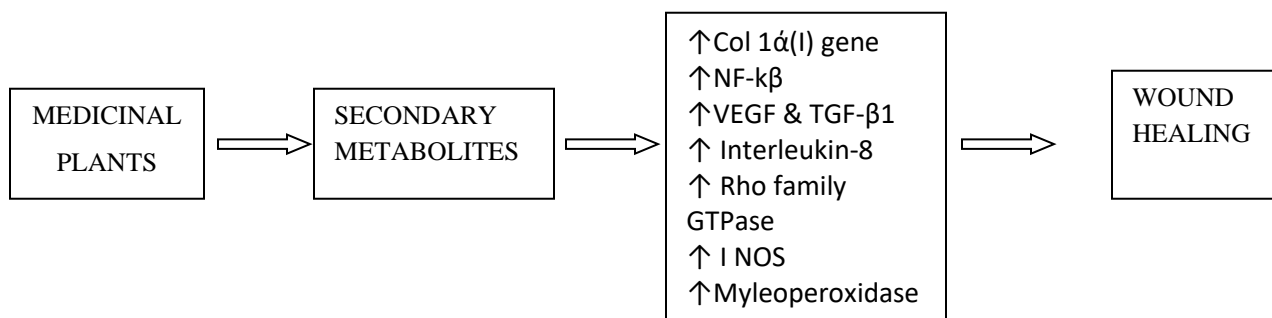 MEDICINAL
PLANTS
SECONDARY
METABOLITES
↑Col 1ά(I) gene
↑NF-kβ
↑VEGF & TGF-β1
↑ Interleukin-8
↑ Rho family
GTPase
↑ I NOS
↑Myleoperoxidase
WOUND
HEALING